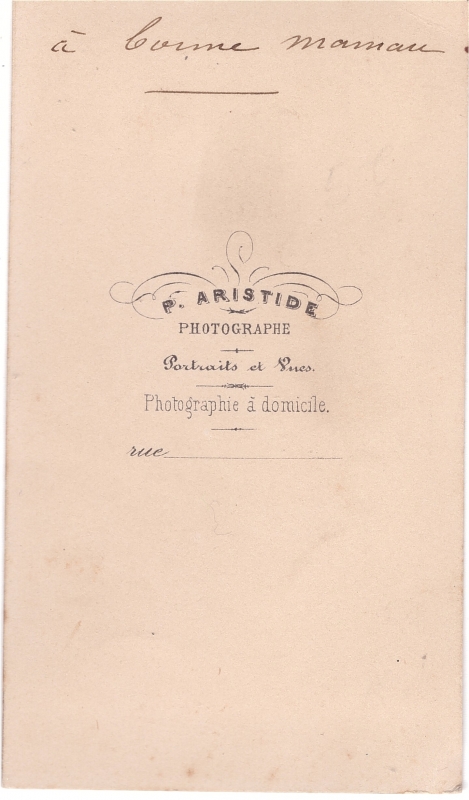 à bonne maman.
P. ARISTIDE
PHOTOGRAPHE
Portraits et Vues.
Photographie à domicile.
rue